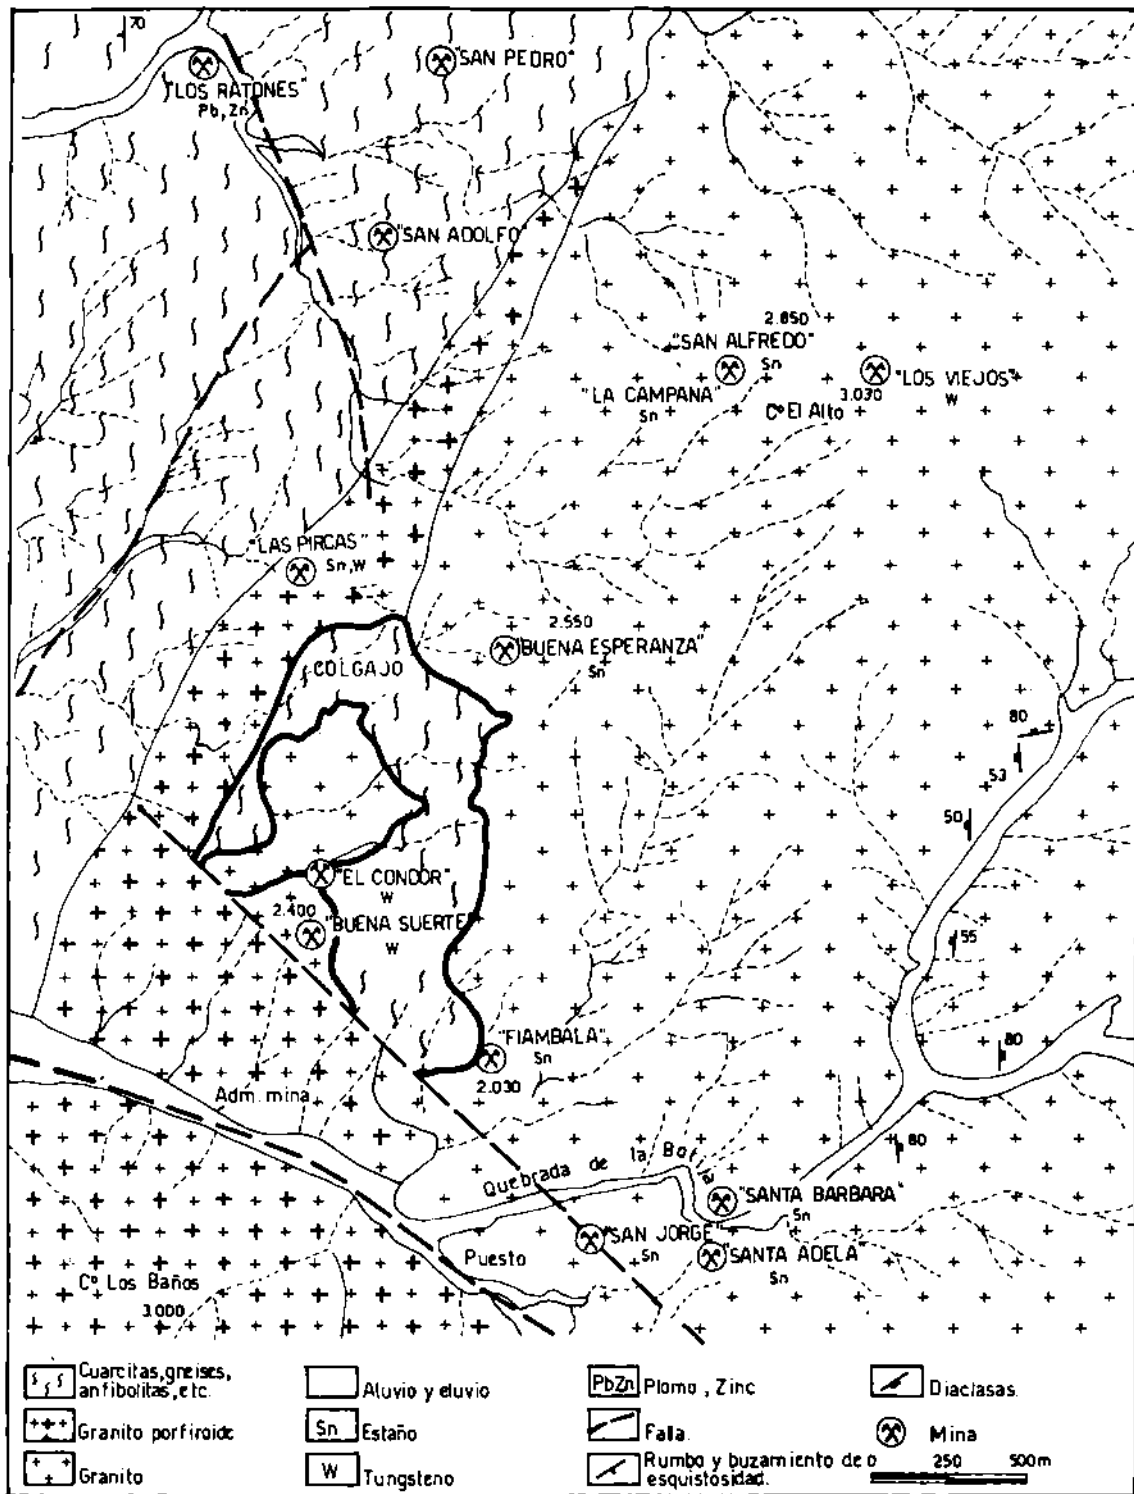 70
"SAN PEDRO"
"LOS RATONES"
Pb, Zn
"SAN ADOLFO"
2.850
"SAN ALFREDO"
Sn
"LOS VIEJOS"
W
"LA CAMPANA"
Sn
3.030
Cº El Alto
"LAS PIRCAS"
Sn, W
2.550
"BUENA ESPERANZA"
Sn
COLGAJO
80
53
50
"EL CONDOR"
W
2.400
"BUENA SUERTE"
W
55
"FIAMBALA"
Sn
2.030
80
Adm. mina
80
Quebrada de la
"SANTA BARBARA"
Sn
"SAN JORGE"
Sn
"SANTA ADELA"
Sn
Puesto
Cº Los Baños
3.000
Cuarcitas, gneises,
anfibolitas, etc.
Aluvio y eluvio
PbZn Plomo, Zinc
Diaclasas.
Granito porfiroide
Sn Estaño
Falla.
Mina
Granito
W Tungsteno
Rumbo y buzamiento de
esquistosidad.
0 250 500m